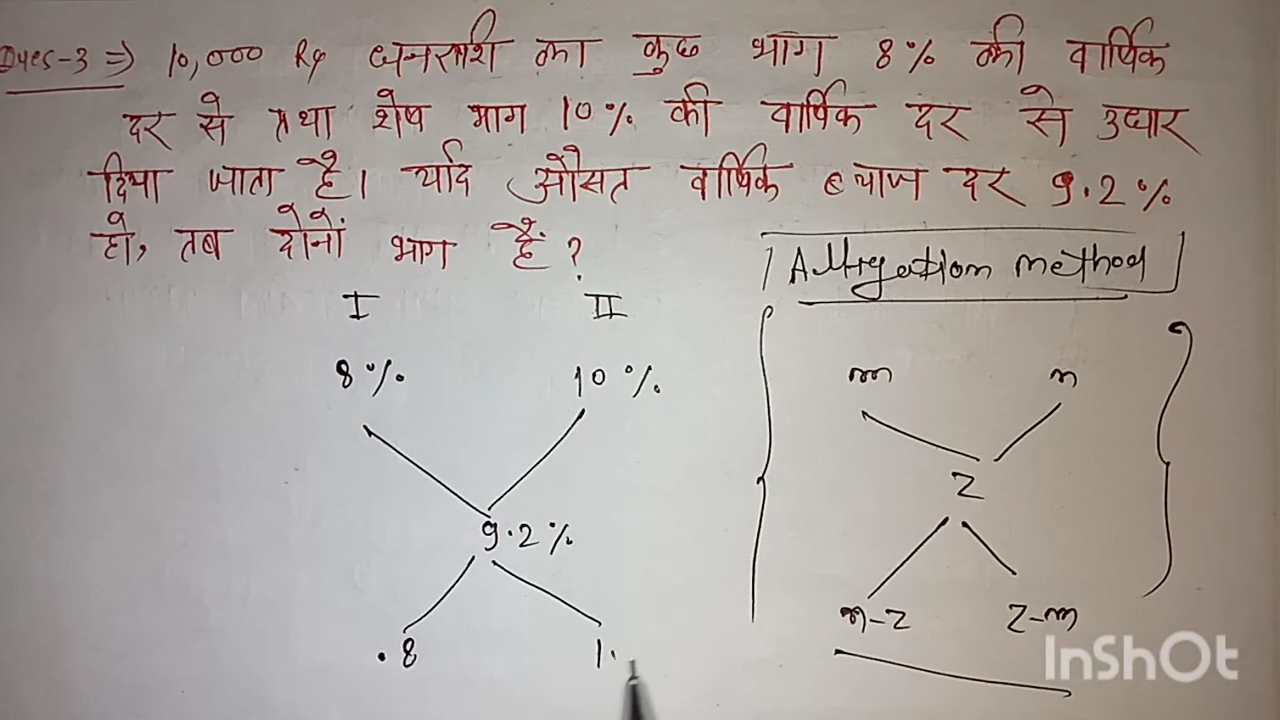 Ques-3 ⇒ 10,000 Rs धनराशि का कुछ भाग 8% की वार्षिक
दर से तथा शेष भाग 10% की वार्षिक दर से उधार
दिया जाता है। यदि औसत वार्षिक ब्याज दर 9.2%
हो, तब दोनों भाग हैं?
Alligation method
I II
8% 10%
9.2%
.8 1.
m n
z
n-z z-m
InShOt